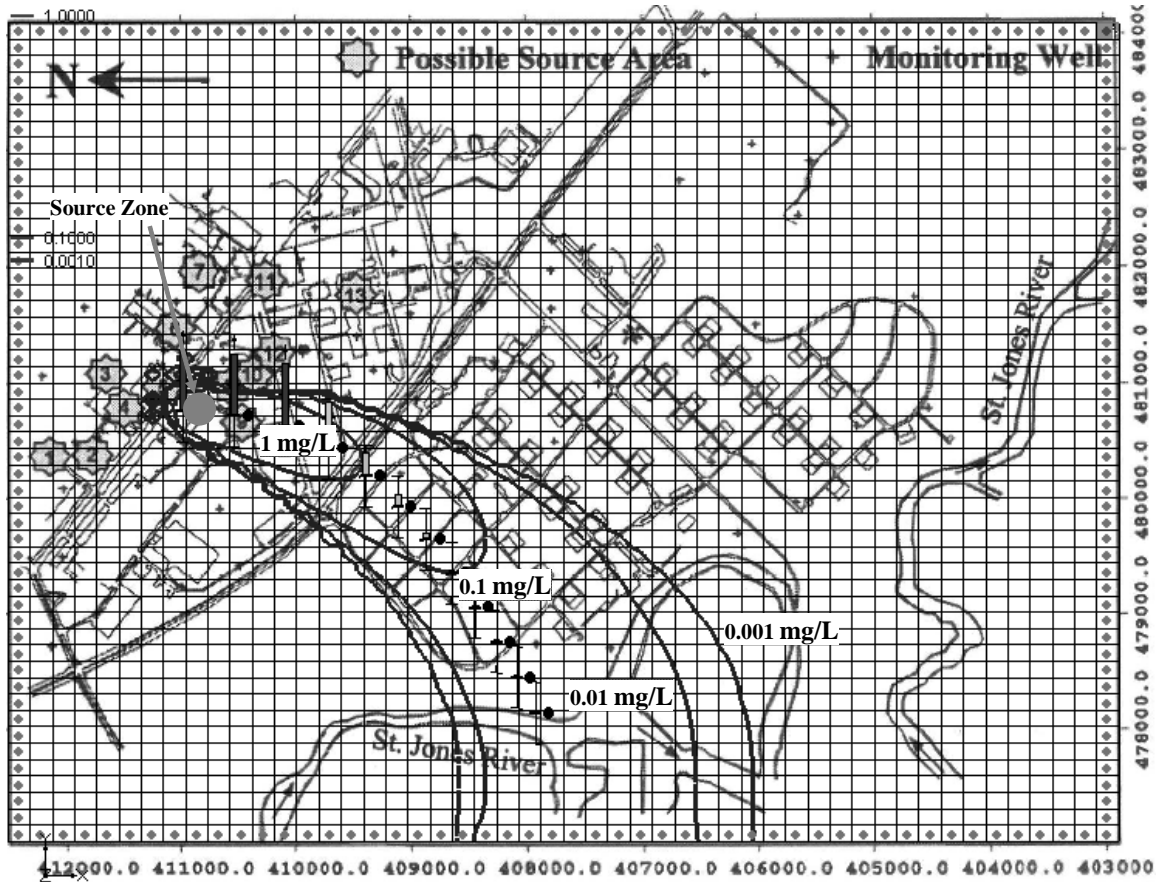 1.0000
Possible Source Area
Monitoring Well
N
484000.0
483000.0
Source Zone
0.1000
0.0010
482000.0
7
11
13
St. Jones River
12
3
10
481000.0
4
1 mg/L
1
2
480000.0
0.1 mg/L
479000.0
0.001 mg/L
0.01 mg/L
478000.0
St. Jones River
412000.0 411000.0 410000.0 409000.0 408000.0 407000.0 406000.0 405000.0 404000.0 403000